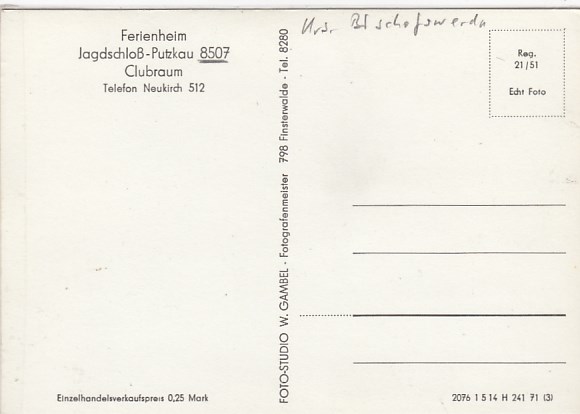 Ferienheim
Jagdschloß-Putzkau 8507
Clubraum
Telefon Neukirch 512
Krs. Bischofswerda
Reg.
21/51
Echt Foto
FOTO-STUDIO W. GAMBEL - Fotografenmeister 798 Finsterwalde - Tel. 8280
Einzelhandelsverkaufspreis 0,25 Mark
2076 1 5 14 H 241 71 (3)